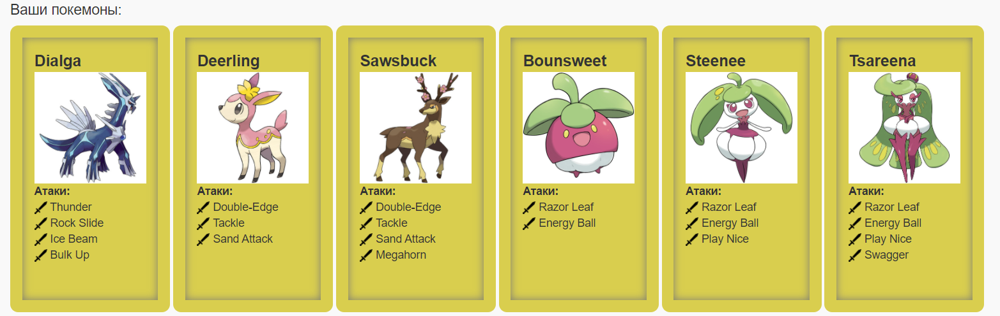 Ваши покемоны:
Dialga
Атаки:
Thunder
Rock Slide
Ice Beam
Bulk Up
Deerling
Атаки:
Double-Edge
Tackle
Sand Attack
Sawsbuck
Атаки:
Double-Edge
Tackle
Sand Attack
Megahorn
Bounsweet
Атаки:
Razor Leaf
Energy Ball
Steenee
Атаки:
Razor Leaf
Energy Ball
Play Nice
Tsareena
Атаки:
Razor Leaf
Energy Ball
Play Nice
Swagger